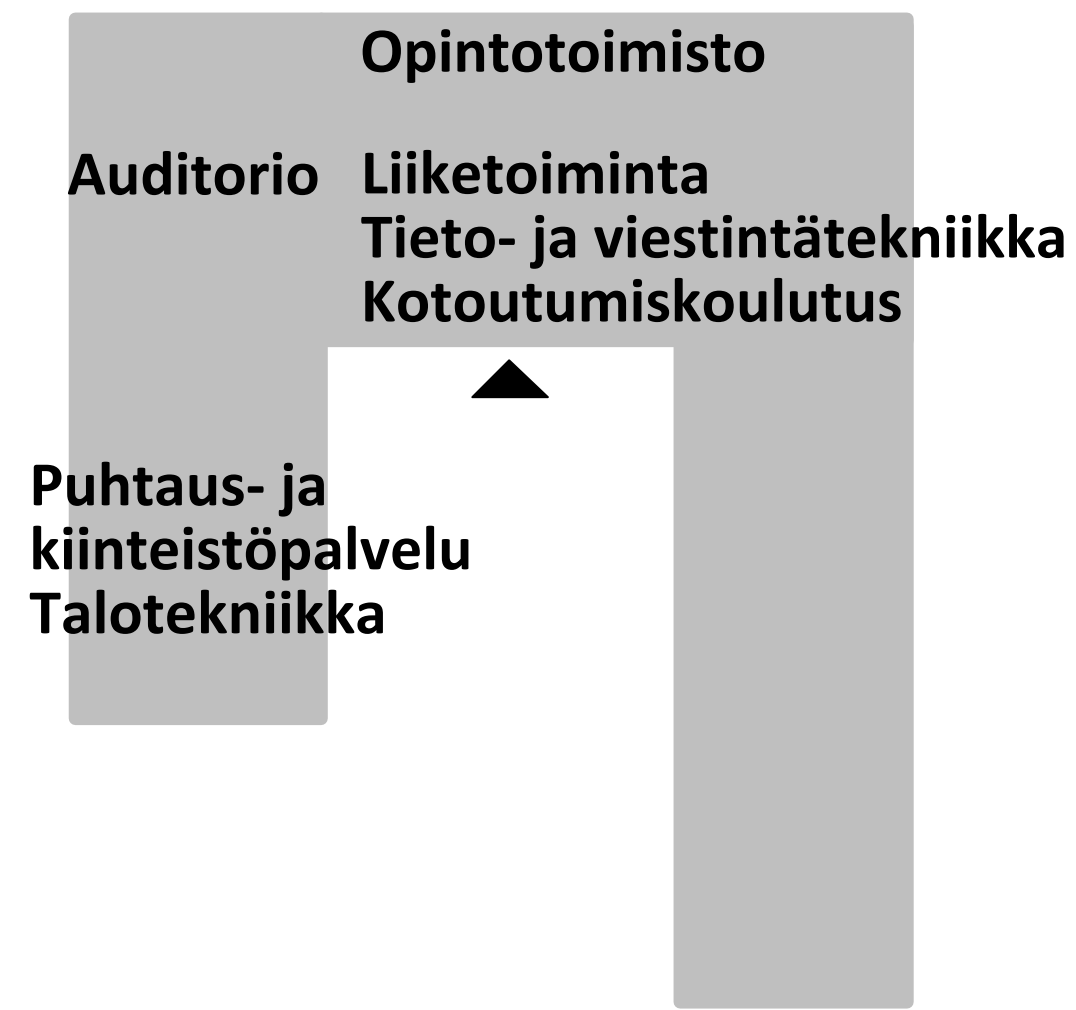 Opintotoimisto
Auditorio
Liiketoiminta
Tieto- ja viestintätekniikka
Kotoutumiskoulutus
Puhtaus- ja
kiinteistöpalvelu
Talotekniikka